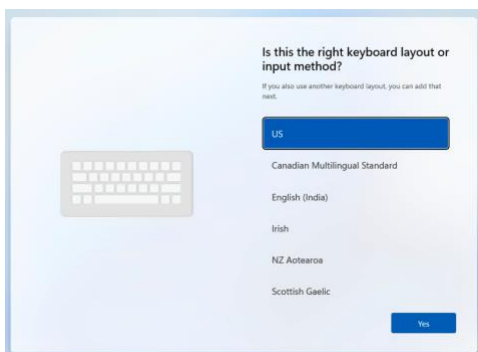 Is this the right keyboard layout or
input method?
If you also use another keyboard layout, you can add that
next.
US
Canadian Multilingual Standard
English (India)
Irish
NZ Aotearoa
Scottish Gaelic
Yes